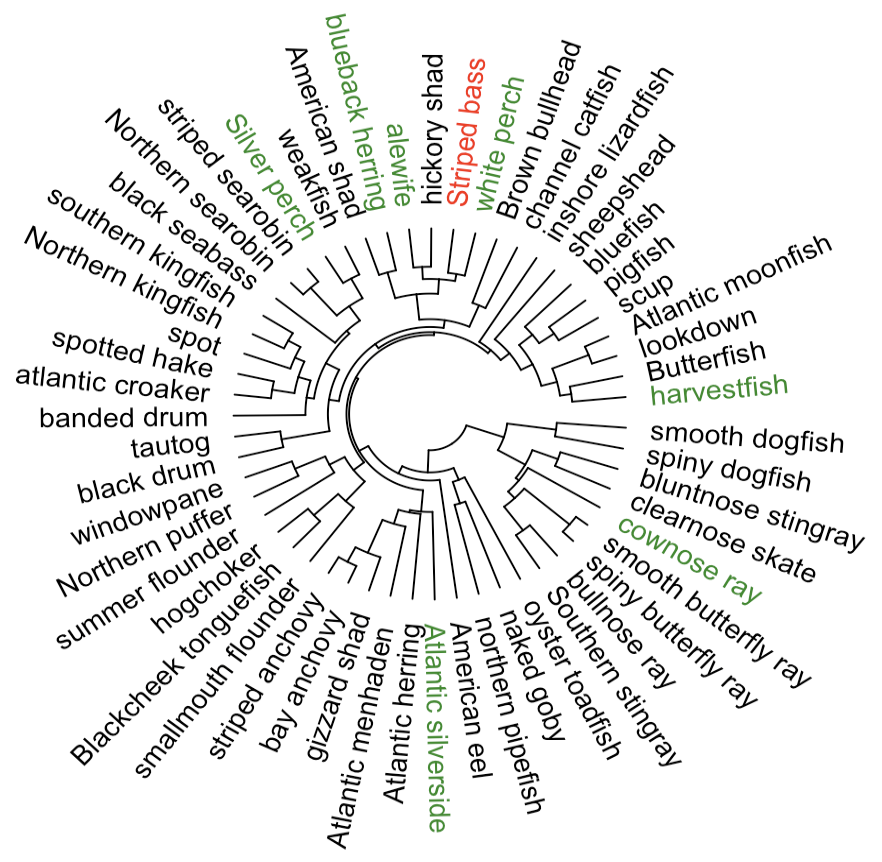 hickory shad
Striped bass
white perch
Brown bullhead
channel catfish
inshore lizardfish
sheepshead
bluefish
pigfish
scup
Atlantic moonfish
lookdown
Butterfish
harvestfish
smooth dogfish
spiny dogfish
bluntnose stingray
clearnose skate
cownose ray
smooth butterfly ray
spiny butterfly ray
bullnose ray
Southern stingray
oyster toadfish
naked goby
northern pipefish
American eel
Atlantic silverside
Atlantic herring
Atlantic menhaden
gizzard shad
bay anchovy
striped anchovy
smallmouth flounder
Blackcheek tonguefish
hogchoker
summer flounder
Northern puffer
windowpane
black drum
tautog
banded drum
atlantic croaker
spotted hake
spot
Northern kingfish
southern kingfish
black seabass
Northern searobin
striped searobin
Silver perch
weakfish
American shad
blueback herring
alewife